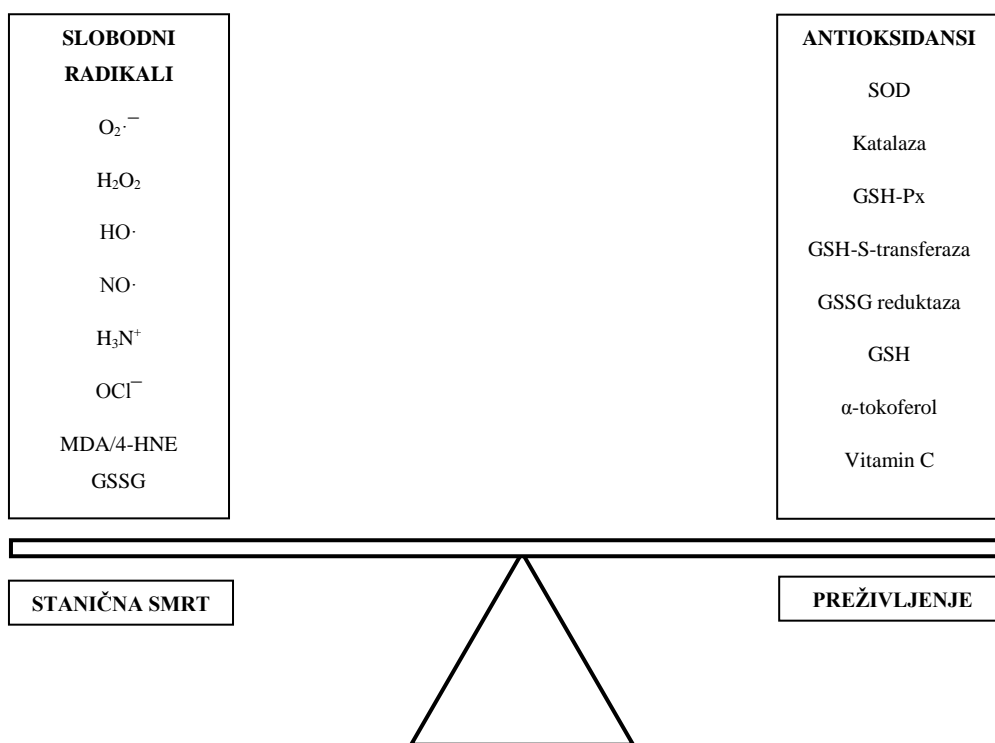 SLOBODNI
RADIKALI
O₂·¯
H₂O₂
HO·
NO·
H₃N⁺
OCl¯
MDA/4-HNE
GSSG
ANTIOKSIDANSI
SOD
Katalaza
GSH-Px
GSH-S-transferaza
GSSG reduktaza
GSH
α-tokoferol
Vitamin C
STANIČNA SMRT
PREŽIVLJENJE